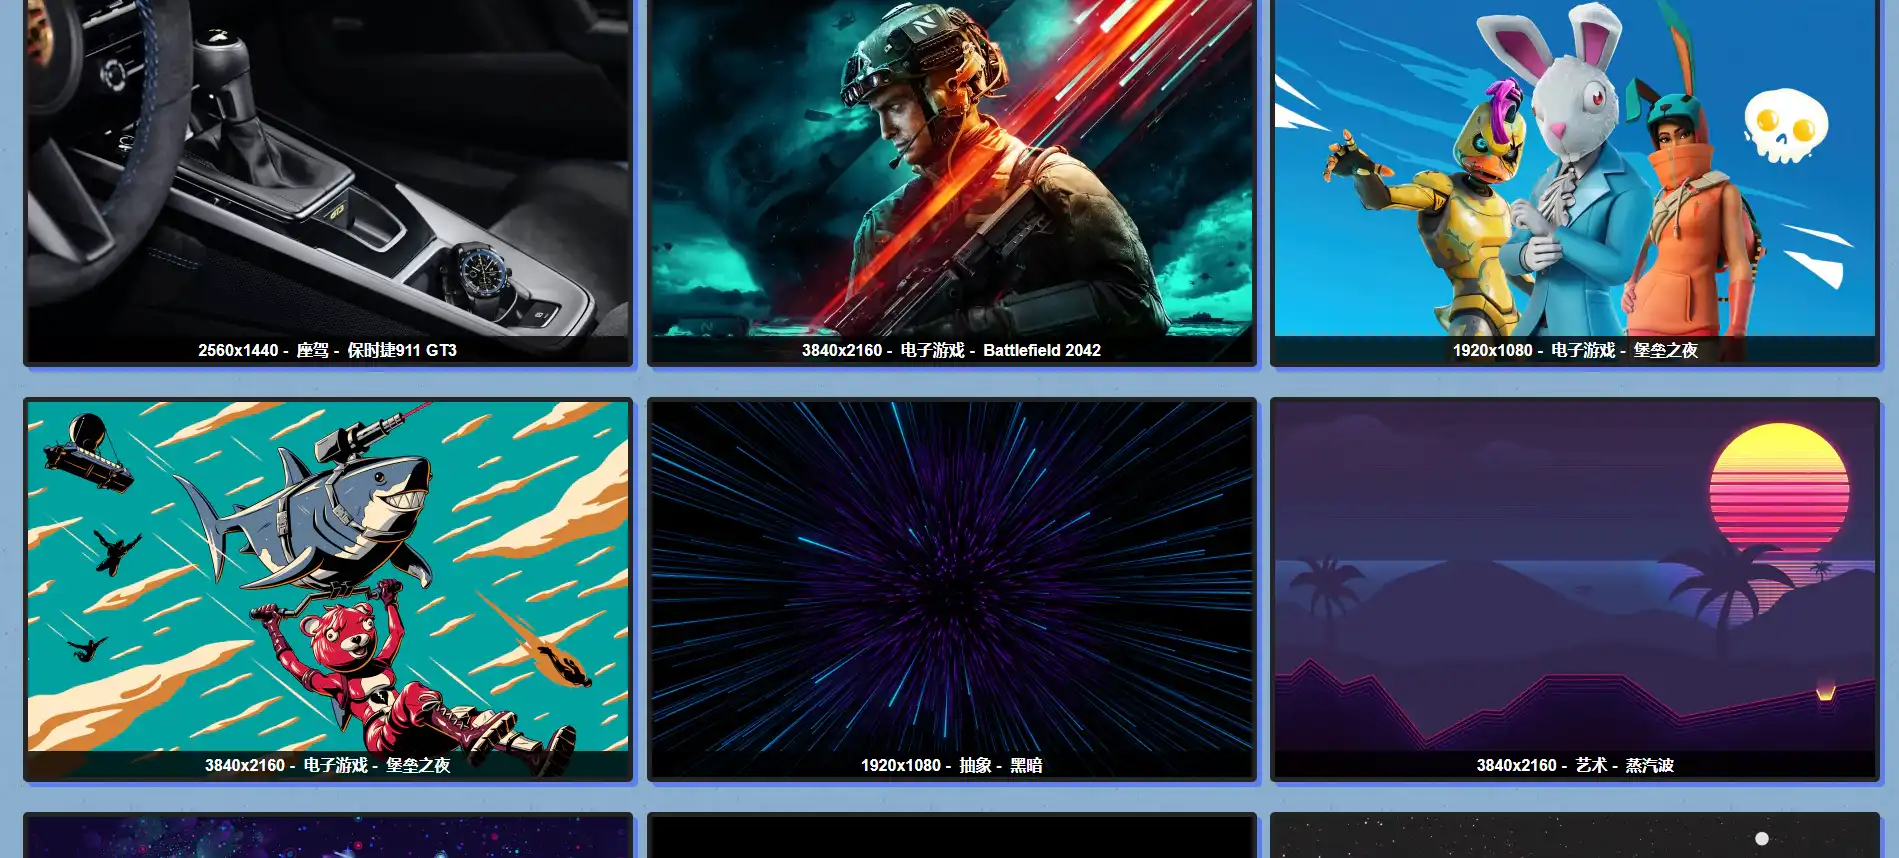 2560x1440 - 座驾 - 保时捷911 GT3
3840x2160 - 电子游戏 - Battlefield 2042
1920x1080 - 电子游戏 - 堡垒之夜
3840x2160 - 电子游戏 - 堡垒之夜
1920x1080 - 抽象 - 黑暗
3840x2160 - 艺术 - 蒸汽波